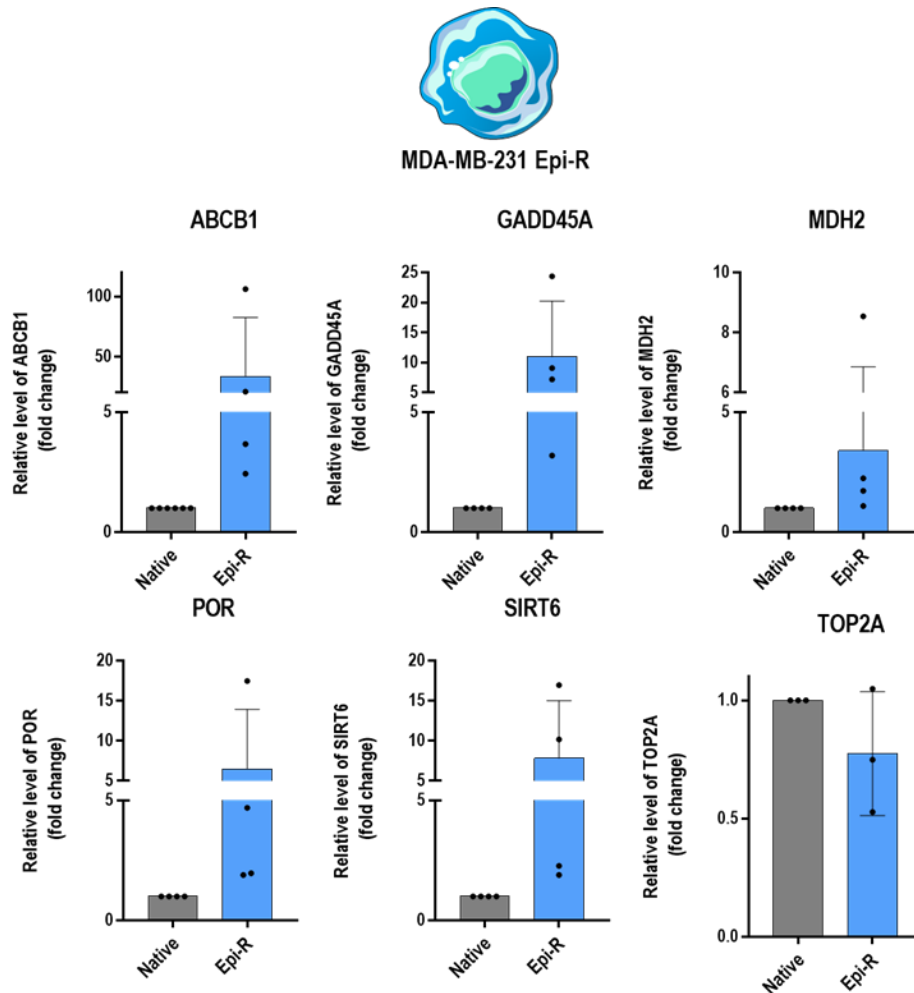 MDA-MB-231 Epi-R
ABCB1
Relative level of ABCB1
(fold change)
100
50
5
0
Native
Epi-R
GADD45A
Relative level of GADD45A
(fold change)
25
20
15
10
5
5
0
Native
Epi-R
MDH2
Relative level of MDH2
(fold change)
10
8
6
5
0
Native
Epi-R
POR
Relative level of POR
(fold change)
20
15
10
5
5
0
Native
Epi-R
SIRT6
Relative level of SIRT6
(fold change)
20
15
10
5
5
0
Native
Epi-R
TOP2A
Relative level of TOP2A
(fold change)
1.0
0.5
0.0
Native
Epi-R